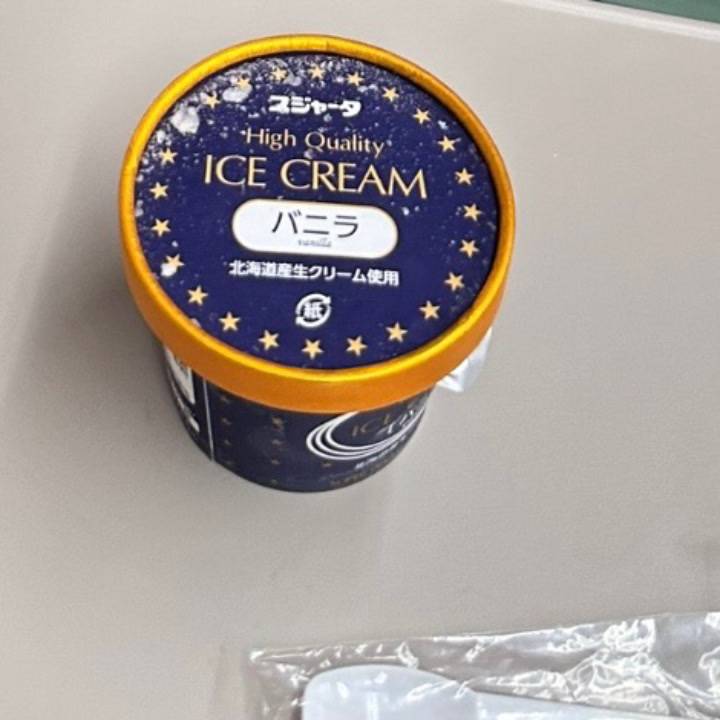 スジャータ
High Quality
ICE CREAM
バニラ
vanilla
北海道産生クリーム使用
紙